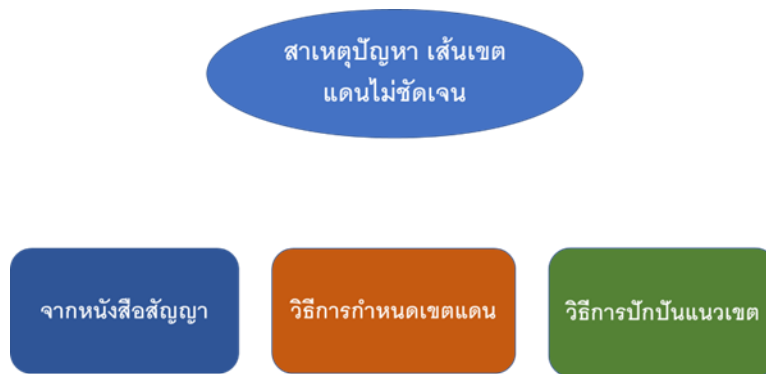 สาเหตุปัญหา เส้นเขต
แดนไม่ชัดเจน
จากหนังสือสัญญา
วิธีการกำหนดเขตแดน
วิธีการปักปันแนวเขต